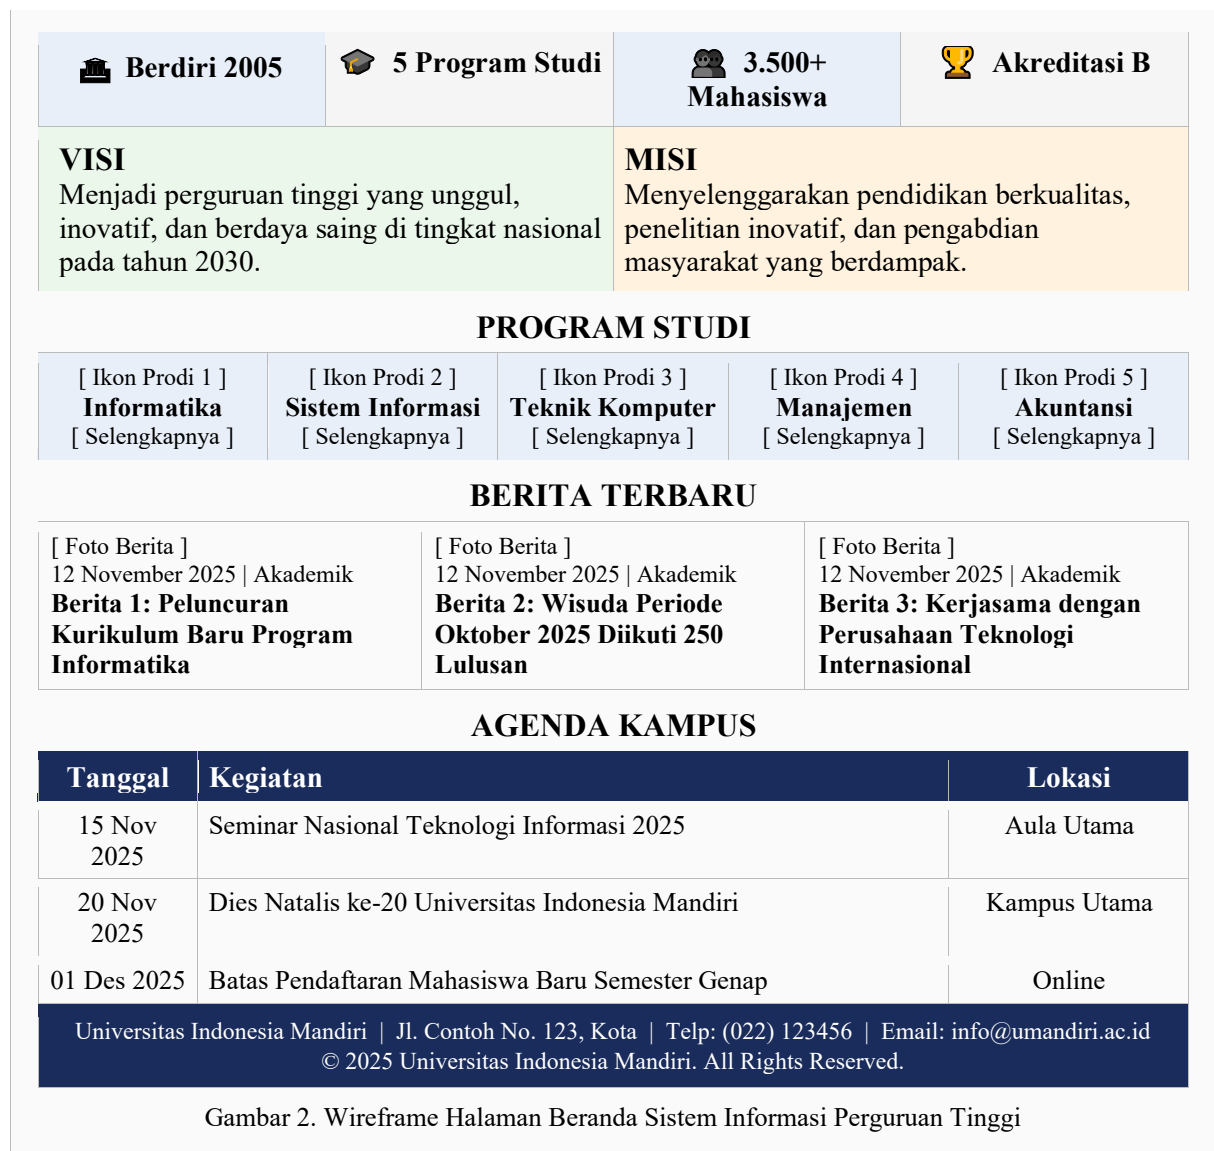 Berdiri 2005
5 Program Studi
3.500+
Mahasiswa
Akreditasi B
VISI
Menjadi perguruan tinggi yang unggul,
inovatif, dan berdaya saing di tingkat nasional
pada tahun 2030.
MISI
Menyelenggarakan pendidikan berkualitas,
penelitian inovatif, dan pengabdian
masyarakat yang berdampak.
PROGRAM STUDI
[ Ikon Prodi 1 ]
Informatika
[ Selengkapnya ]
[ Ikon Prodi 2 ]
Sistem Informasi
[ Selengkapnya ]
[ Ikon Prodi 3 ]
Teknik Komputer
[ Selengkapnya ]
[ Ikon Prodi 4 ]
Manajemen
[ Selengkapnya ]
[ Ikon Prodi 5 ]
Akuntansi
[ Selengkapnya ]
BERITA TERBARU
[ Foto Berita ]
12 November 2025 | Akademik
Berita 1: Peluncuran
Kurikulum Baru Program
Informatika
[ Foto Berita ]
12 November 2025 | Akademik
Berita 2: Wisuda Periode
Oktober 2025 Diikuti 250
Lulusan
[ Foto Berita ]
12 November 2025 | Akademik
Berita 3: Kerjasama dengan
Perusahaan Teknologi
Internasional
AGENDA KAMPUS
Tanggal Kegiatan Lokasi
15 Nov
2025
Seminar Nasional Teknologi Informasi 2025
Aula Utama
20 Nov
2025
Dies Natalis ke-20 Universitas Indonesia Mandiri
Kampus Utama
01 Des 2025 Batas Pendaftaran Mahasiswa Baru Semester Genap Online
Universitas Indonesia Mandiri | Jl. Contoh No. 123, Kota | Telp: (022) 123456 | Email: info@umandiri.ac.id
© 2025 Universitas Indonesia Mandiri. All Rights Reserved.
Gambar 2. Wireframe Halaman Beranda Sistem Informasi Perguruan Tinggi